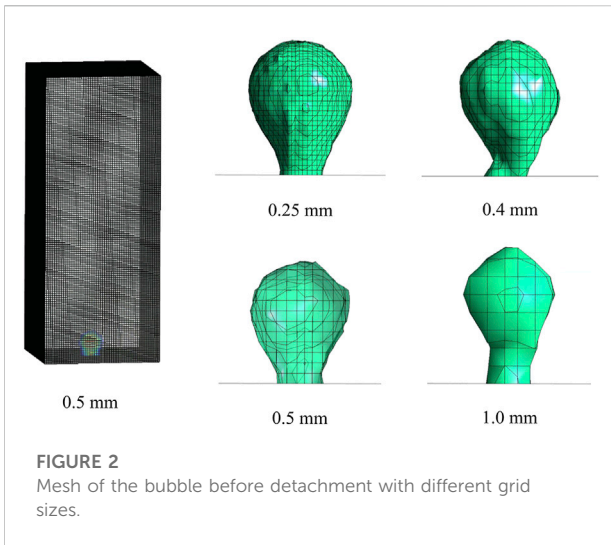 0.25 mm
0.4 mm
0.5 mm
0.5 mm
1.0 mm
FIGURE 2
Mesh of the bubble before detachment with different grid
sizes.